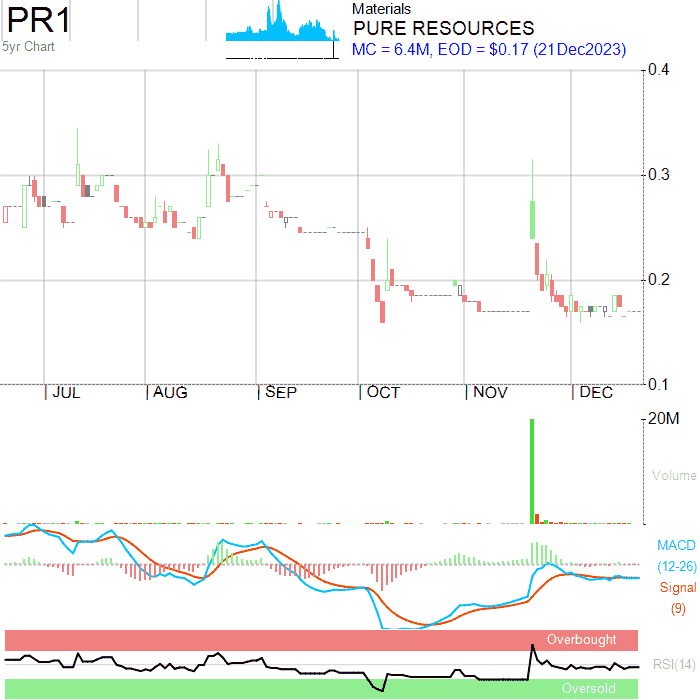 PR1
5yr Chart
Materials
PURE RESOURCES
MC = 6.4M, EOD = $0.17 (21Dec2023)
0.4
0.3
0.2
0.1
JUL AUG SEP OCT NOV DEC
20M
Volume
MACD
(12-26)
Signal
(9)
Overbought
RSI(14)
Oversold